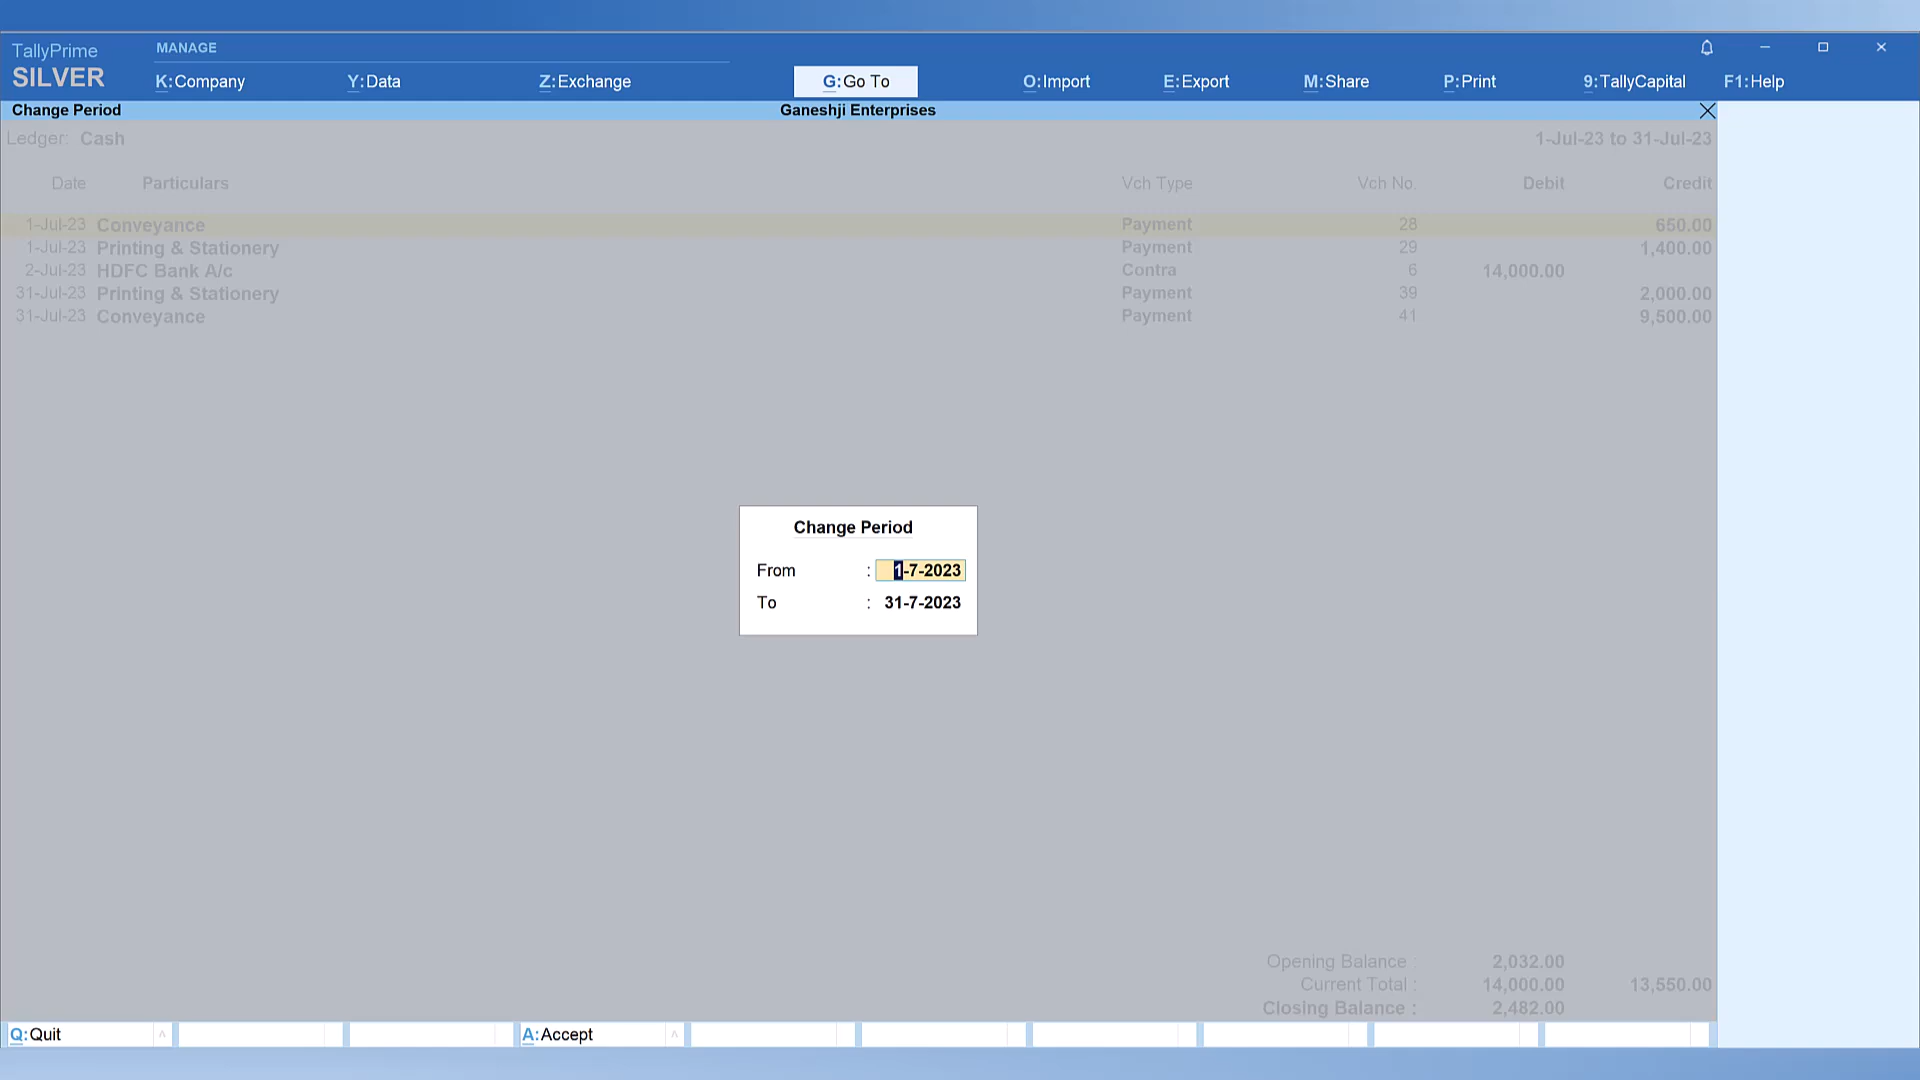 TallyPrime
SILVER
MANAGE
K:Company Y:Data Z:Exchange G:Go To O:Import E:Export M:Share P:Print 9:TallyCapital F1:Help
Change Period Ganeshji Enterprises
Ledger: Cash 1-Jul-23 to 31-Jul-23
Date Particulars Vch Type Vch No. Debit Credit
1-Jul-23 Conveyance Payment 28 650.00
1-Jul-23 Printing & Stationery Payment 29 1,400.00
2-Jul-23 HDFC Bank A/c Contra 6 14,000.00
31-Jul-23 Printing & Stationery Payment 39 2,000.00
31-Jul-23 Conveyance Payment 41 9,500.00
Change Period
From : 1-7-2023
To : 31-7-2023
Opening Balance : 2,032.00
Current Total : 14,000.00 13,550.00
Closing Balance : 2,482.00
Q:Quit A:Accept